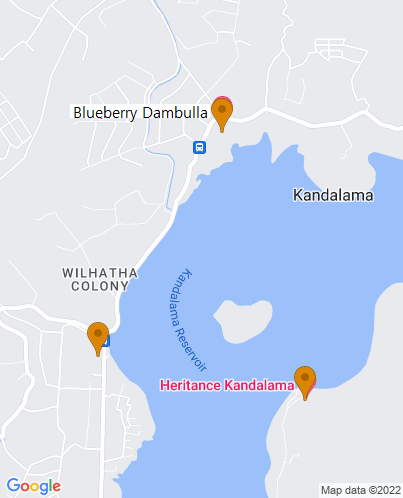 Blueberry Dambulla
Kandalama
WILHATHA
COLONY
Kandalama Reservoir
Heritance Kandalama
Google
Map data ©2022